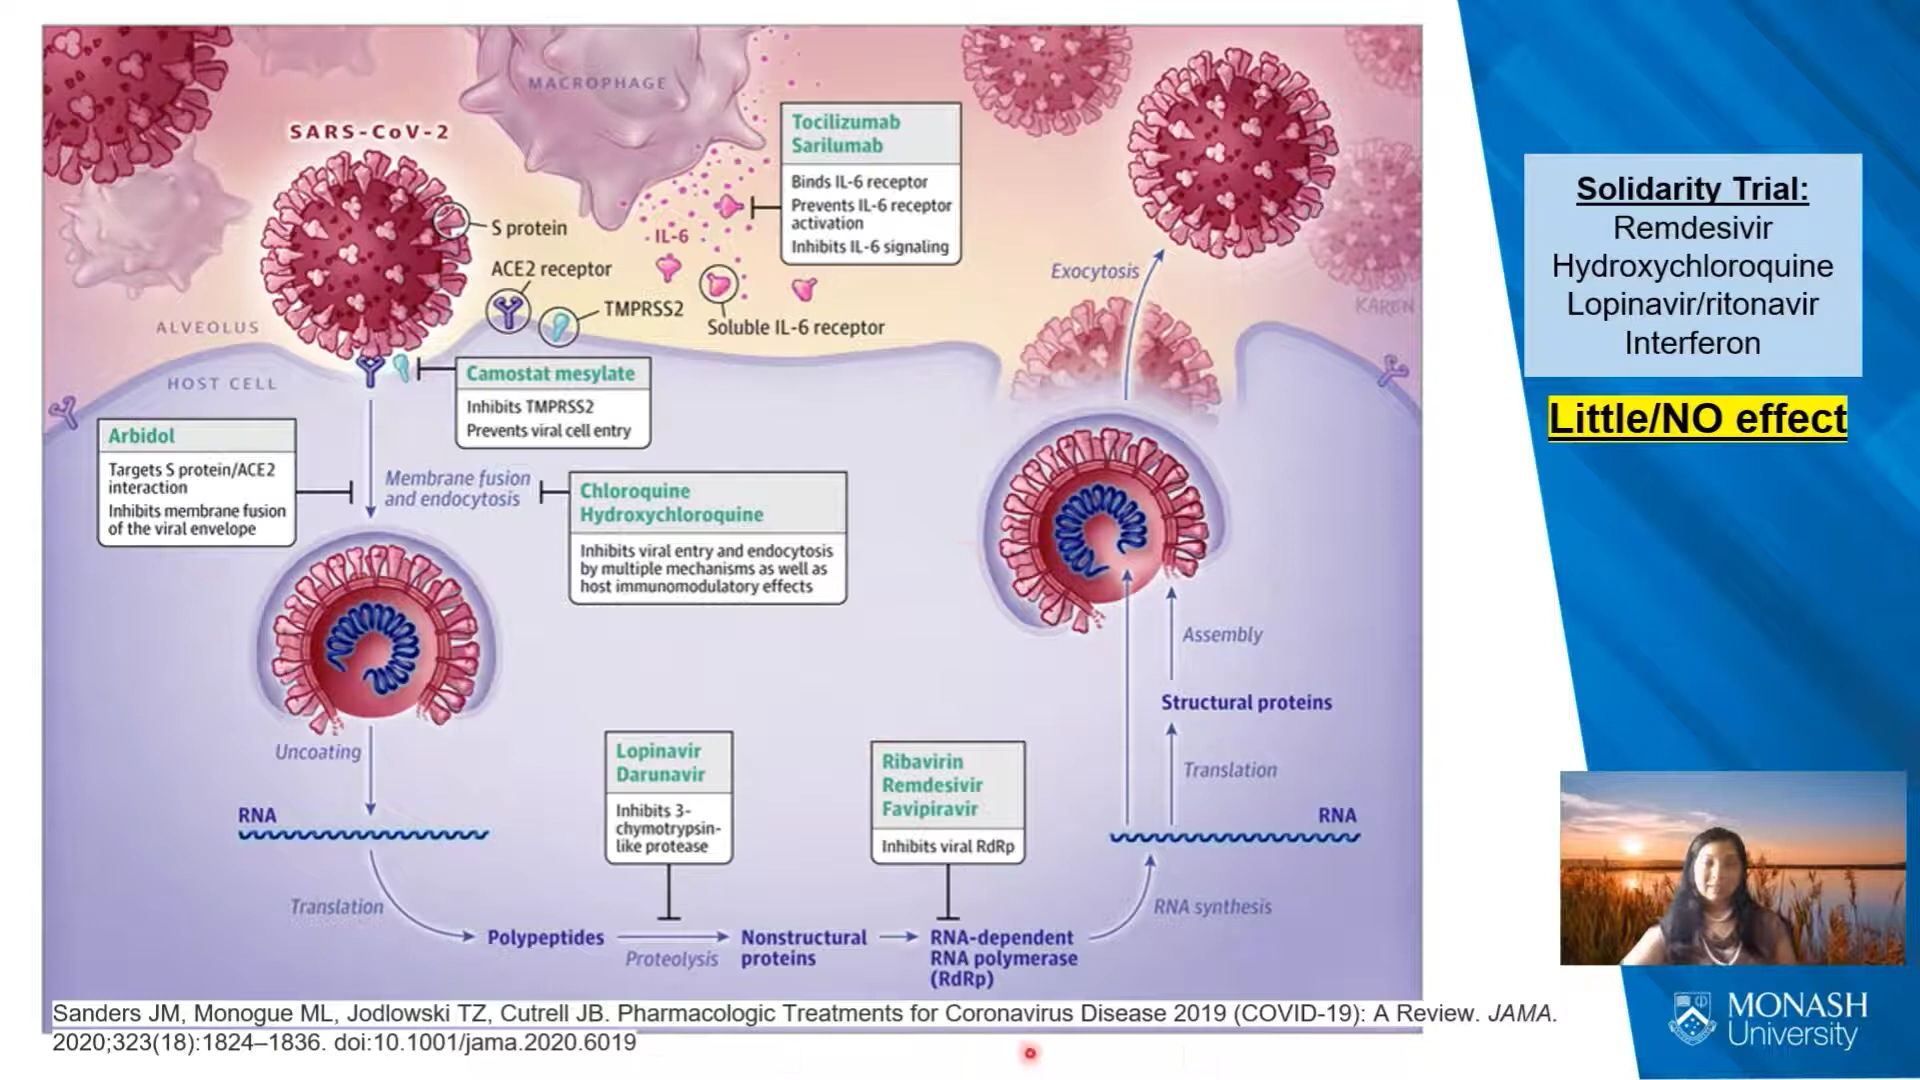 MACROPHAGE
SARS-CoV-2
Tocilizumab
Sarilumab
Binds IL-6 receptor
Prevents IL-6 receptor
activation
Inhibits IL-6 signaling
S protein
IL-6
ACE2 receptor
TMPRSS2
Soluble IL-6 receptor
Exocytosis
KAREN
ALVEOLUS
HOST CELL
Camostat mesylate
Inhibits TMPRSS2
Prevents viral cell entry
Arbidol
Targets S protein/ACE2
interaction
Inhibits membrane fusion
of the viral envelope
Membrane fusion
and endocytosis
Chloroquine
Hydroxychloroquine
Inhibits viral entry and endocytosis
by multiple mechanisms as well as
host immunomodulatory effects
Assembly
Structural proteins
Uncoating
Lopinavir
Darunavir
Inhibits 3-
chymotrypsin-
like protease
Ribavirin
Remdesivir
Favipiravir
Inhibits viral RdRp
Translation
RNA
RNA
Translation
RNA synthesis
Polypeptides
Proteolysis
Nonstructural
proteins
RNA-dependent
RNA polymerase
(RdRp)
Sanders JM, Monogue ML, Jodlowski TZ, Cutrell JB. Pharmacologic Treatments for Coronavirus Disease 2019 (COVID-19): A Review. JAMA.
2020;323(18):1824–1836. doi:10.1001/jama.2020.6019
Solidarity Trial:
Remdesivir
Hydroxychloroquine
Lopinavir/ritonavir
Interferon
Little/NO effect
MONASH
University